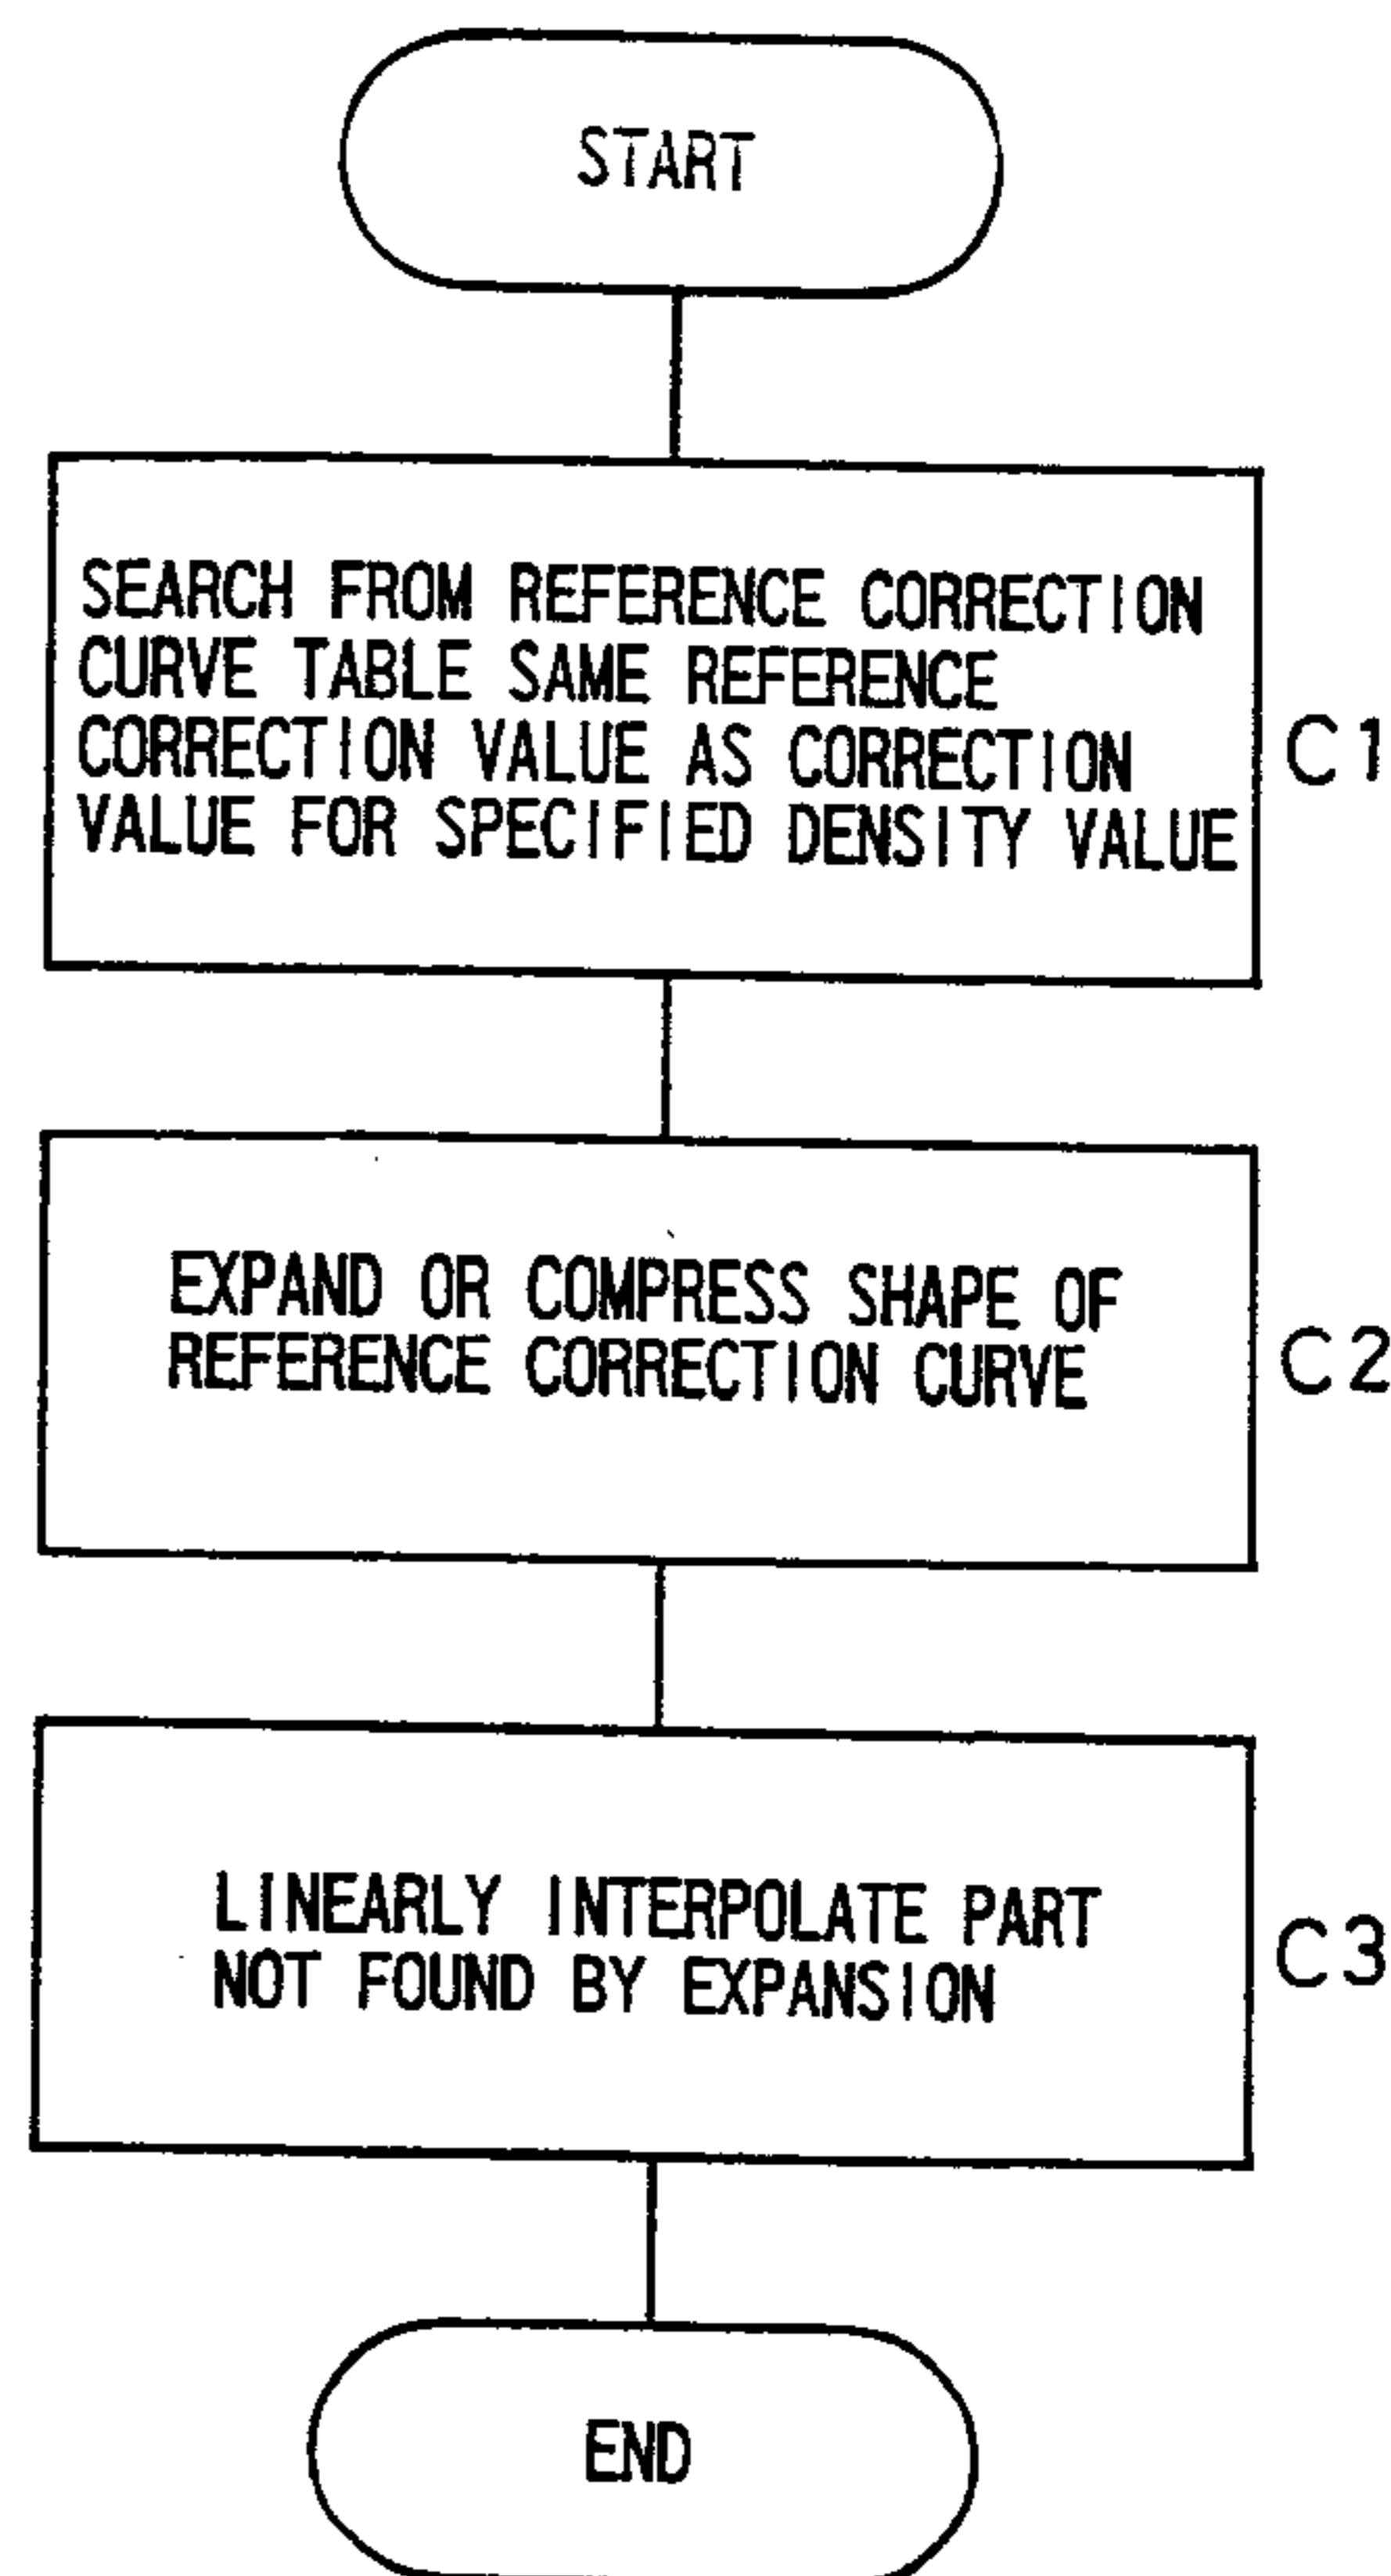 START
SEARCH FROM REFERENCE CORRECTION
CURVE TABLE SAME REFERENCE
CORRECTION VALUE AS CORRECTION
VALUE FOR SPECIFIED DENSITY VALUE
C1
EXPAND OR COMPRESS SHAPE OF
REFERENCE CORRECTION CURVE
C2
LINEARLY INTERPOLATE PART
NOT FOUND BY EXPANSION
C3
END